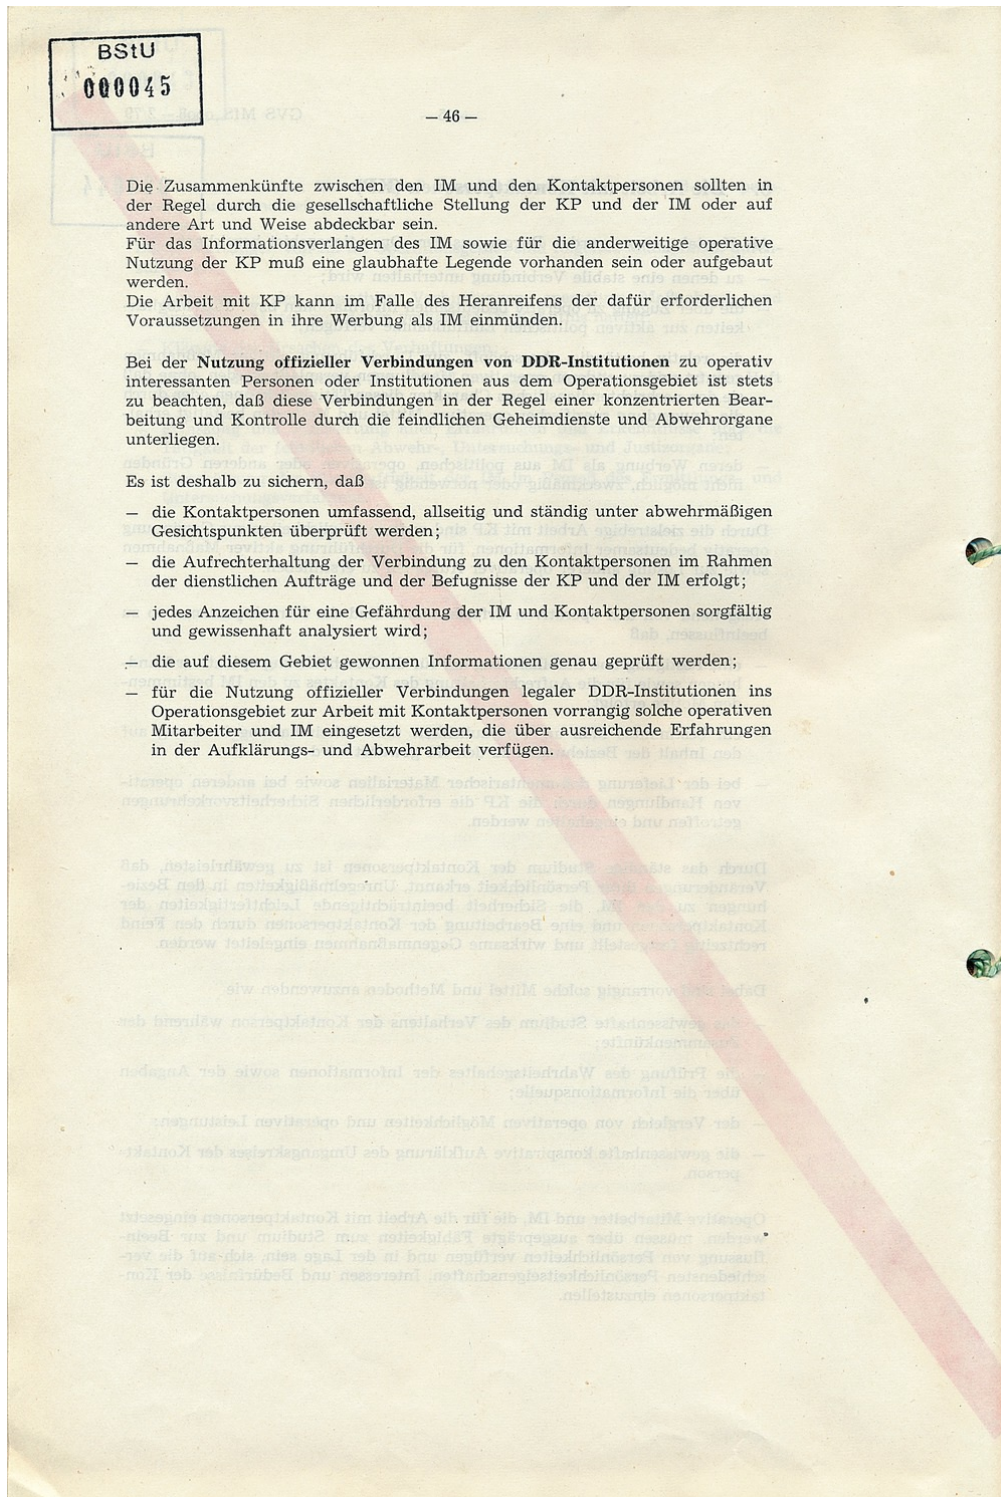 BStU
000045
— 46 —
Die Zusammenkünfte zwischen den IM und den Kontaktpersonen sollten in
der Regel durch die gesellschaftliche Stellung der KP und der IM oder auf
andere Art und Weise abdeckbar sein.
Für das Informationsverlangen des IM sowie für die anderweitige operative
Nutzung der KP muß eine glaubhafte Legende vorhanden sein oder aufgebaut
werden.
Die Arbeit mit KP kann im Falle des Heranreifens der dafür erforderlichen
Voraussetzungen in ihre Werbung als IM einmünden.
Bei der Nutzung offizieller Verbindungen von DDR-Institutionen zu operativ
interessanten Personen oder Institutionen aus dem Operationsgebiet ist stets
zu beachten, daß diese Verbindungen in der Regel einer konzentrierten Bear-
beitung und Kontrolle durch die feindlichen Geheimdienste und Abwehrorgane
unterliegen.
Es ist deshalb zu sichern, daß
— die Kontaktpersonen umfassend, allseitig und ständig unter abwehrmäßigen
Gesichtspunkten überprüft werden;
— die Aufrechterhaltung der Verbindung zu den Kontaktpersonen im Rahmen
der dienstlichen Aufträge und der Befugnisse der KP und der IM erfolgt;
— jedes Anzeichen für eine Gefährdung der IM und Kontaktpersonen sorgfältig
und gewissenhaft analysiert wird;
— die auf diesem Gebiet gewonnen Informationen genau geprüft werden;
— für die Nutzung offizieller Verbindungen legaler DDR-Institutionen ins
Operationsgebiet zur Arbeit mit Kontaktpersonen vorrangig solche operativen
Mitarbeiter und IM eingesetzt werden, die über ausreichende Erfahrungen
in der Aufklärungs- und Abwehrarbeit verfügen.